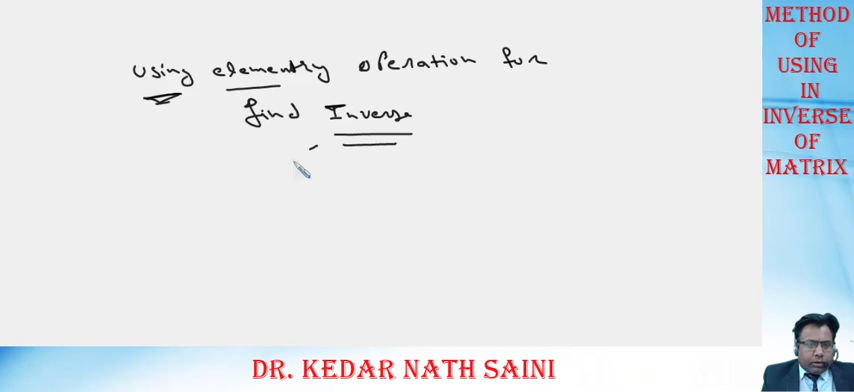 using elementry operation for
find Inverse
METHOD
OF
USING
IN
INVERSE
OF
MATRIX
DR. KEDAR NATH SAINI